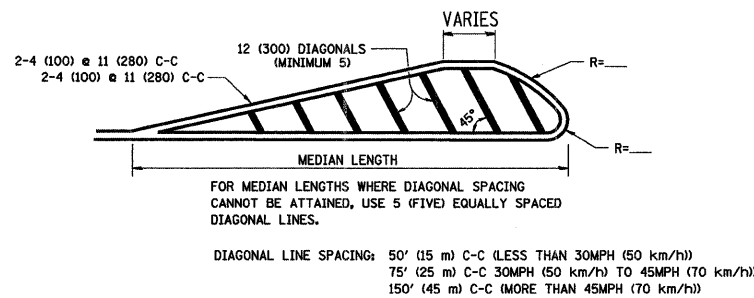 VARIES
2-4 (100) @ 11 (280) C-C
2-4 (100) @ 11 (280) C-C
12 (300) DIAGONALS
(MINIMUM 5)
R=___
45°
R=___
MEDIAN LENGTH
FOR MEDIAN LENGTHS WHERE DIAGONAL SPACING
CANNOT BE ATTAINED, USE 5 (FIVE) EQUALLY SPACED
DIAGONAL LINES.
DIAGONAL LINE SPACING: 50' (15 m) C-C (LESS THAN 30MPH (50 km/h))
75' (25 m) C-C 30MPH (50 km/h) TO 45MPH (70 km/h)
150' (45 m) C-C (MORE THAN 45MPH (70 km/h))